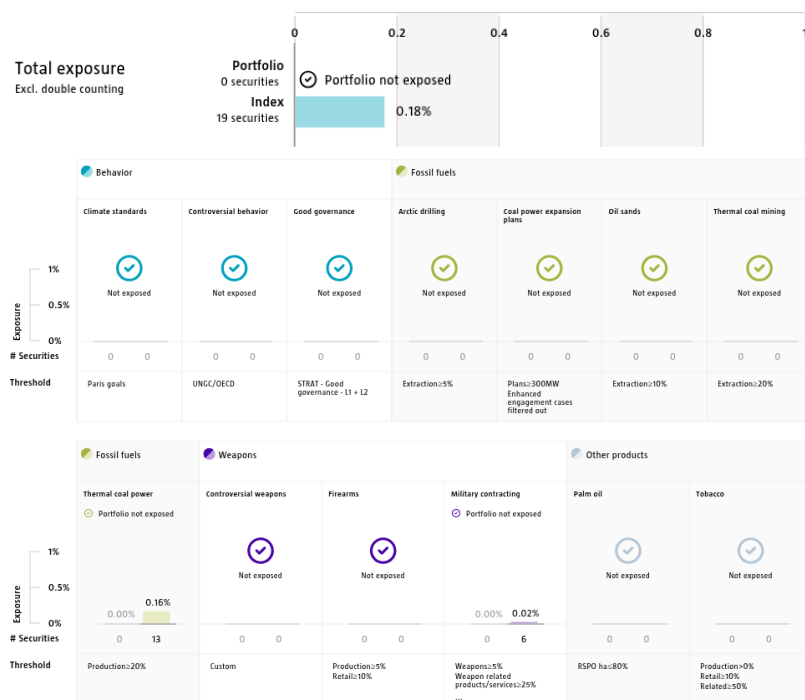 0 0.2 0.4 0.6 0.8 1
Total exposure
Excl. double counting
Portfolio
0 securities
Portfolio not exposed
Index
19 securities
0.18%
Behavior
Fossil fuels
Climate standards
Controversial behavior
Good governance
Arctic drilling
Coal power expansion
plans
Oil sands
Thermal coal mining
Exposure
1%
0.5%
0%
Not exposed
Not exposed
Not exposed
Not exposed
Not exposed
Not exposed
Not exposed
# Securities
0 0 0 0 0 0 0 0 0 0 0 0 0 0
Threshold
Paris goals
UNGC/OECD
STRAT - Good
governance - L1 + L2
Extraction≥5%
Plans≥300MW
Enhanced
engagement cases
filtered out
Extraction≥10%
Extraction≥20%
Fossil fuels
Weapons
Other products
Thermal coal power
Portfolio not exposed
Controversial weapons
Firearms
Military contracting
Portfolio not exposed
Palm oil
Tobacco
Exposure
1%
0.5%
0%
0.00% 0.16%
Not exposed
Not exposed
0.00% 0.02%
Not exposed
Not exposed
# Securities
0 13 0 0 0 0 0 6 0 0 0 0
Threshold
Production≥20%
Custom
Production≥5%
Retail≥10%
Weapons≥5%
Weapon related
products/services≥25%
RSPO ha≤80%
Production>0%
Retail≥10%
Related≥50%